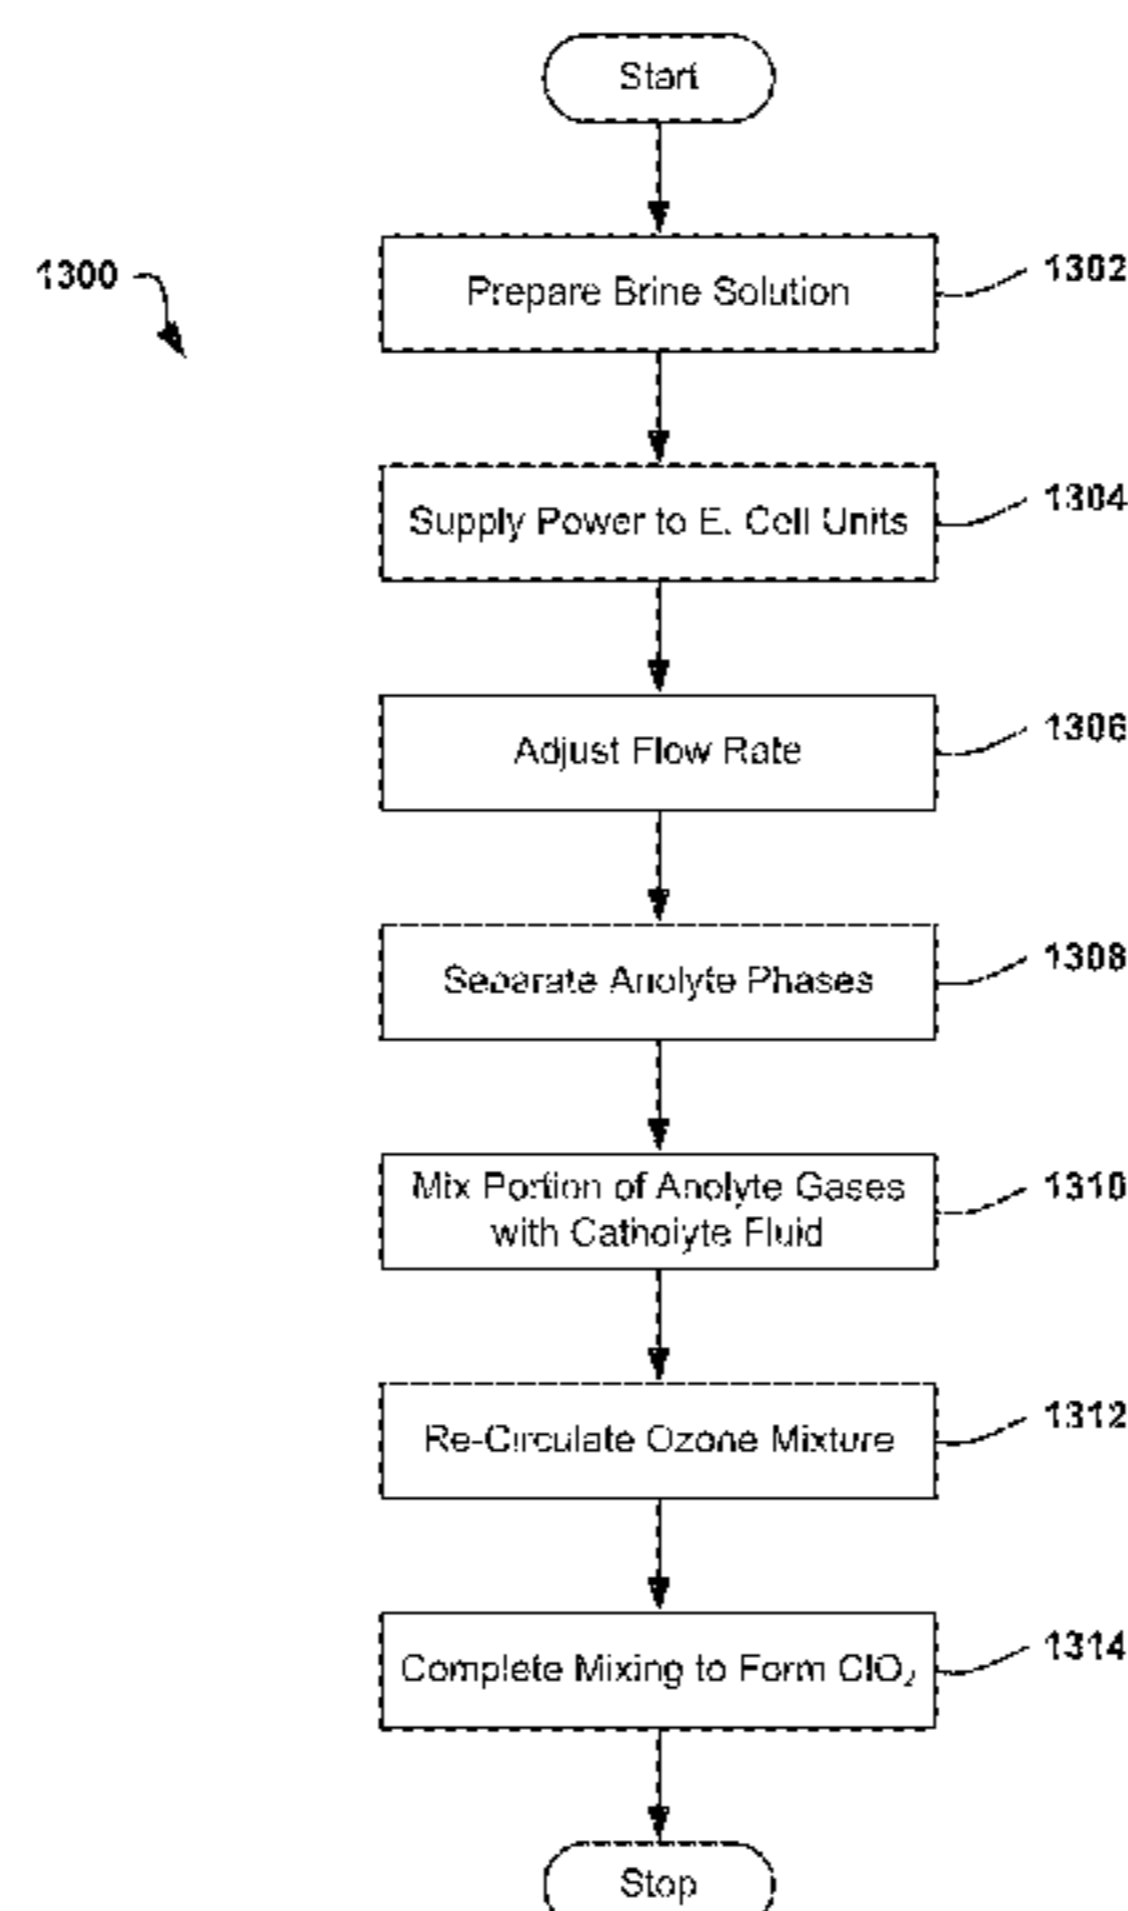 Start
1300
Prepare Brine Solution
1302
Supply Power to E. Cell Units
1304
Adjust Flow Rate
1306
Separate Anolyte Phases
1308
Mix Portion of Anolyte Gases
with Catholyte Fluid
1310
Re-Circulate Ozone Mixture
1312
Complete Mixing to Form ClO₂
1314
Stop